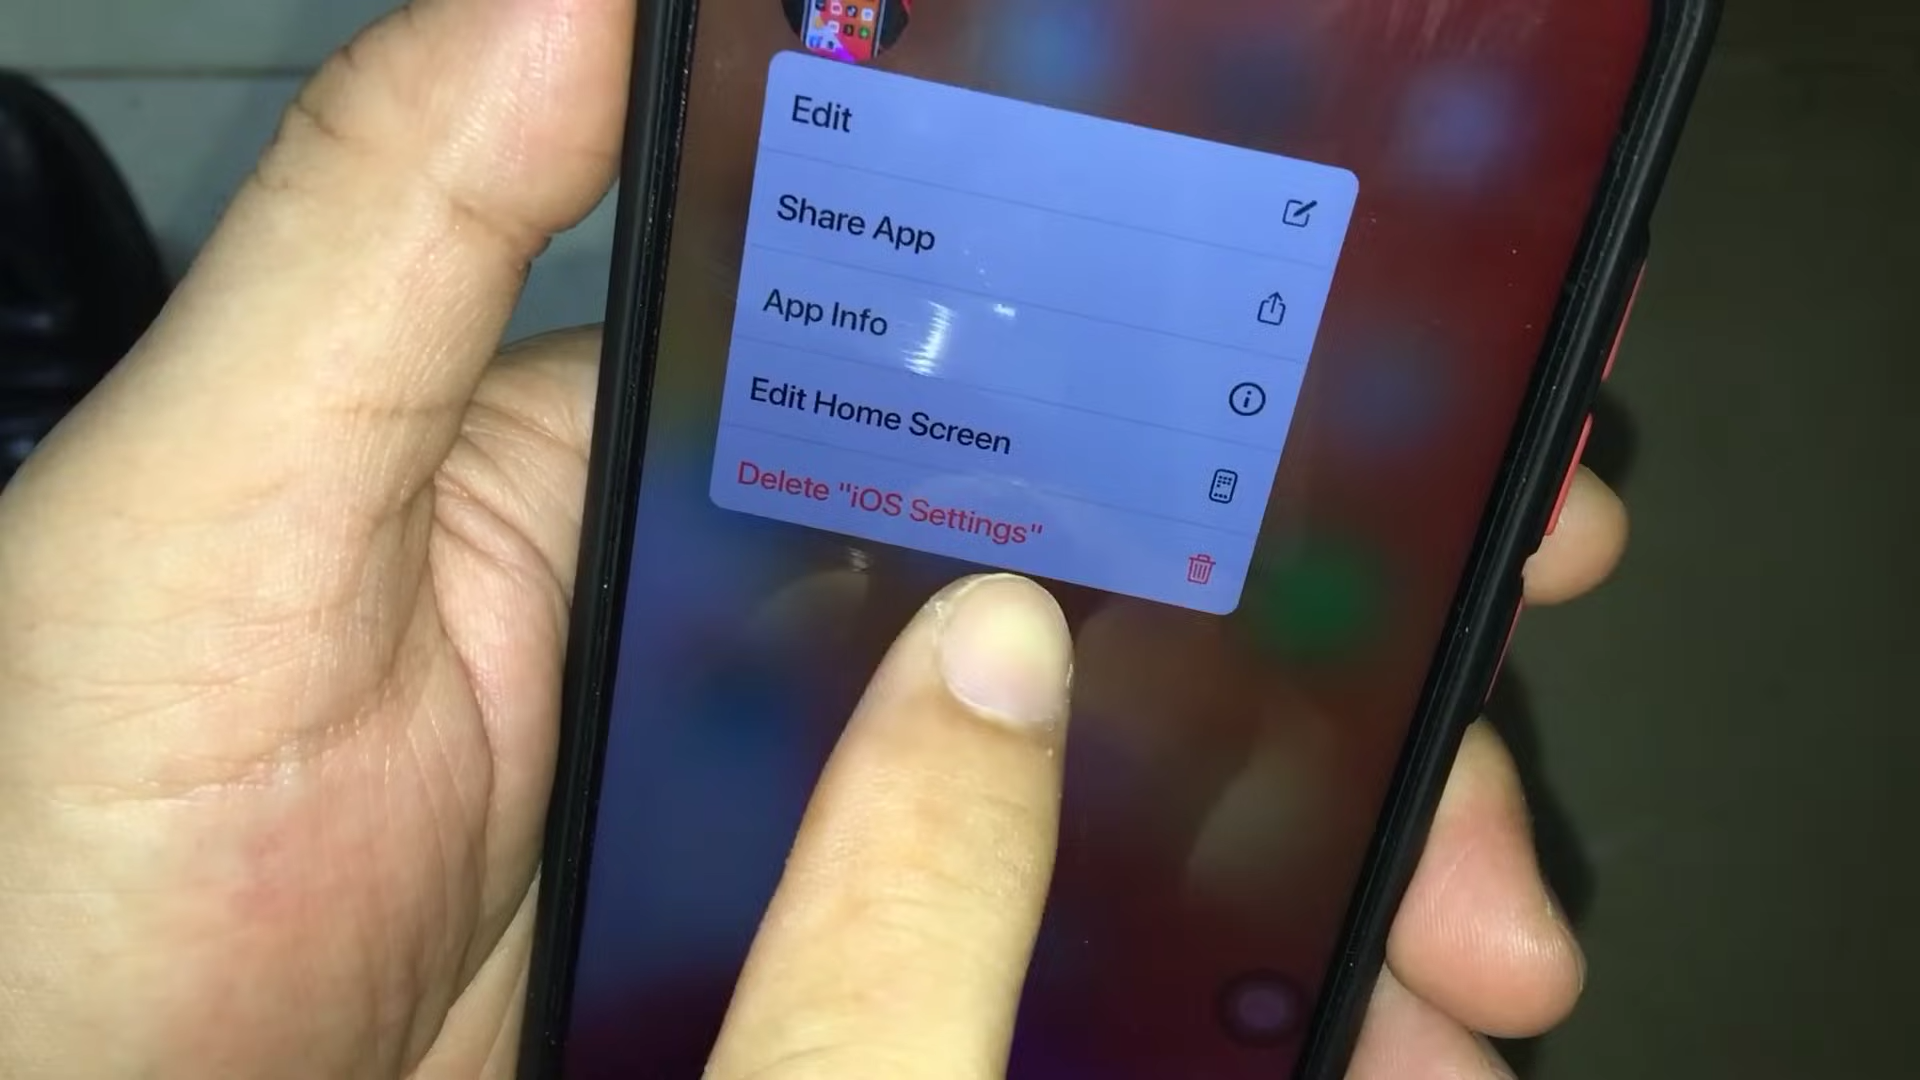 Edit
Share App
App Info
Edit Home Screen
Delete "iOS Settings"